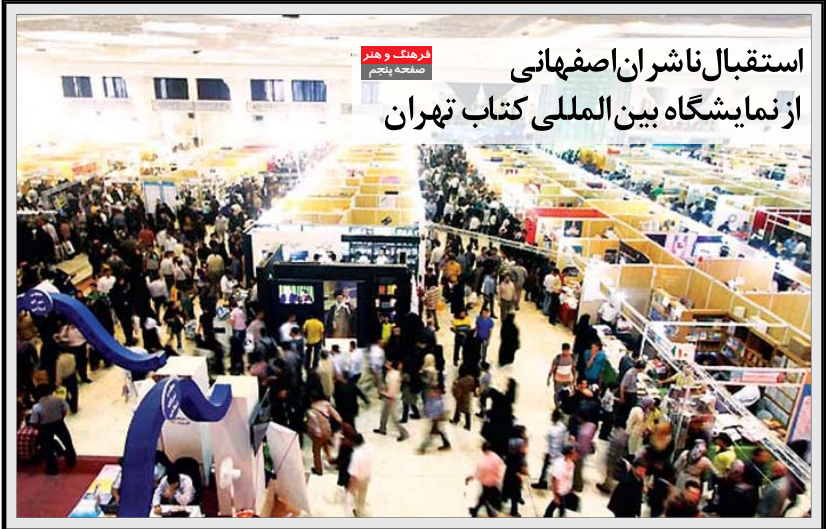 استقبال ناشران اصفهانی
از نمایشگاه بین‌المللی کتاب تهران
فرهنگ و هنر
صفحه پنجم